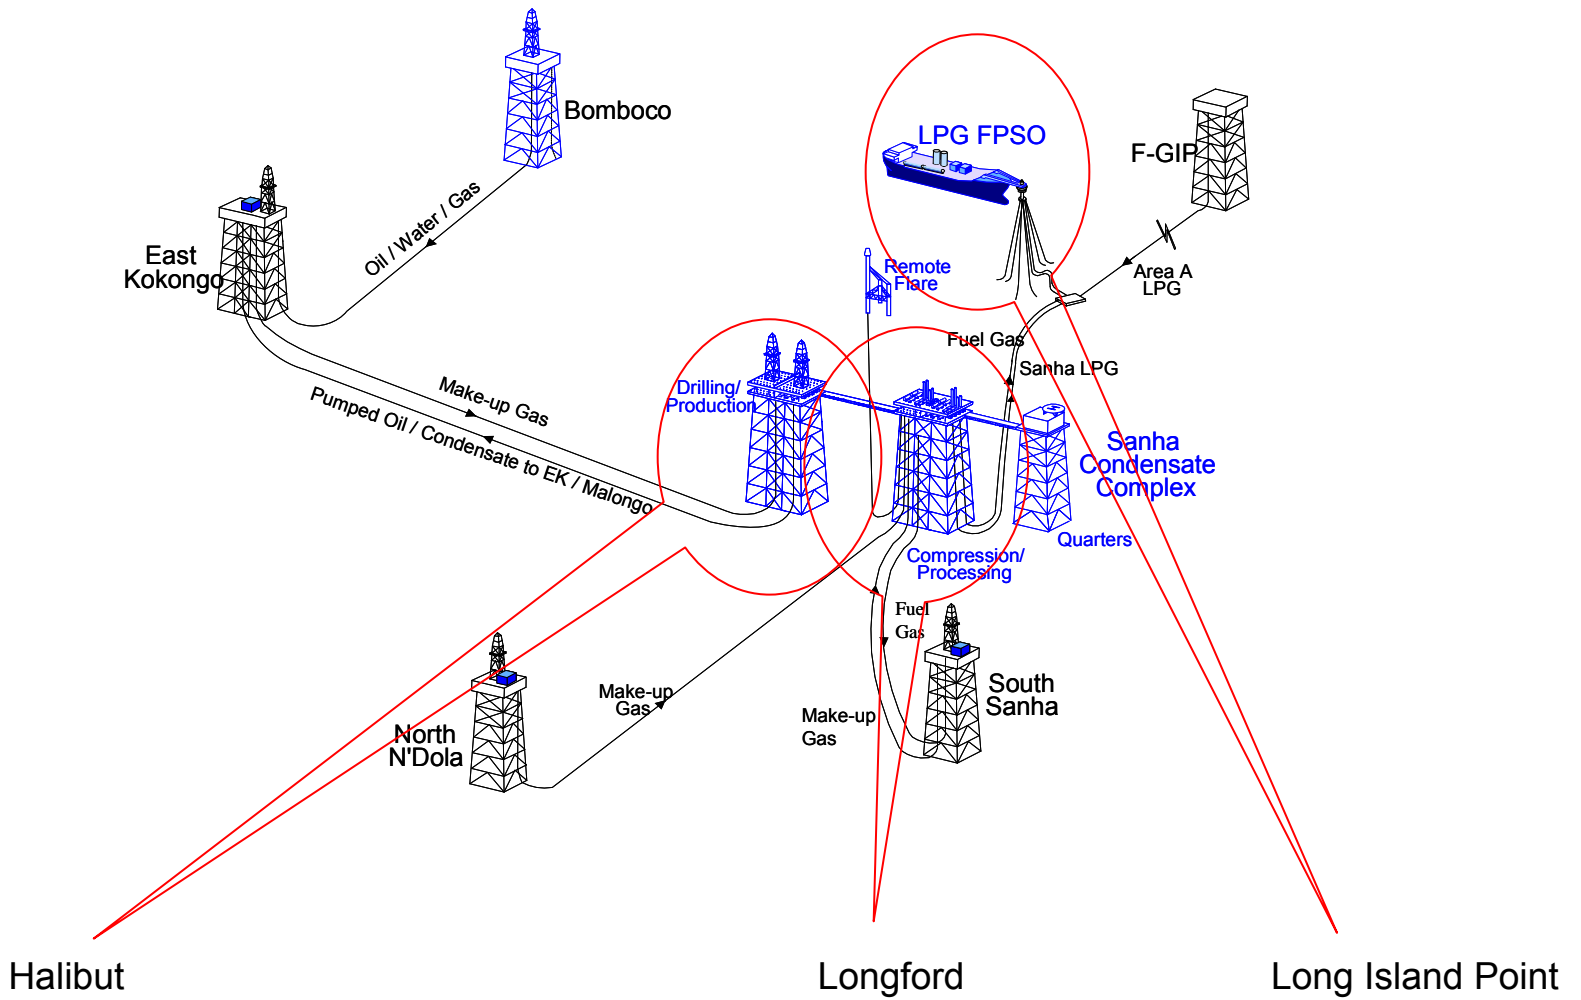 Bomboco
LPG FPSO
F-GIP
Oil / Water / Gas
East
Kokongo
Remote
Flare
Area A
LPG
Fuel Gas
Sanha LPG
Make-up Gas
Pumped Oil / Condensate to EK / Malongo
Drilling/
Production
Sanha
Condensate
Complex
Quarters
Compression/
Processing
Fuel
Gas
South
Sanha
Make-up
Gas
Make-up
Gas
North
N'Dola
Halibut
Longford
Long Island Point